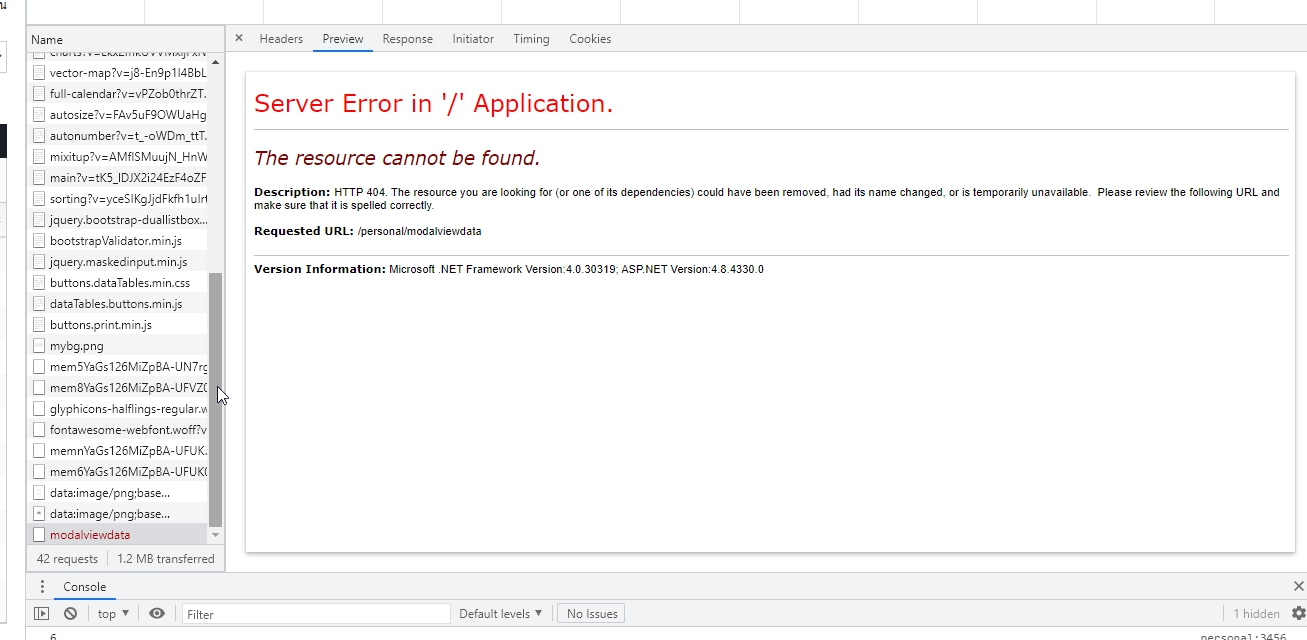 Name
Headers Preview Response Initiator Timing Cookies
vector-map?v=j8-En9p1I4BbL
full-calendar?v=vPZob0thrZT.
autosize?v=FAv5uF9OWUaHg
autonumber?v=t_-oWDm_ttT.
mixitup?v=AMflSMuujN_HnW
main?v=tK5_lDJX2i24EzF4oZF
sorting?v=yceSlKgJjdFkfh1uIrt
jquery.bootstrap-duallistbox...
bootstrapValidator.min.js
jquery.maskedinput.min.js
buttons.dataTables.min.css
dataTables.buttons.min.js
buttons.print.min.js
mybg.png
mem5YaGs126MiZpBA-UN7rg
mem8YaGs126MiZpBA-UFVZ0
glyphicons-halflings-regular.w
fontawesome-webfont.woff?v
memnYaGs126MiZpBA-UFUK.
mem6YaGs126MiZpBA-UFUK0
data:image/png;base...
data:image/png;base...
modalviewdata
42 requests 1.2 MB transferred
Server Error in '/' Application.
The resource cannot be found.
Description: HTTP 404. The resource you are looking for (or one of its dependencies) could have been removed, had its name changed, or is temporarily unavailable.  Please review the following URL and
make sure that it is spelled correctly.
Requested URL: /personal/modalviewdata
Version Information: Microsoft .NET Framework Version:4.0.30319; ASP.NET Version:4.8.4330.0
Console
top Filter Default levels No Issues 1 hidden
6 personal:3456